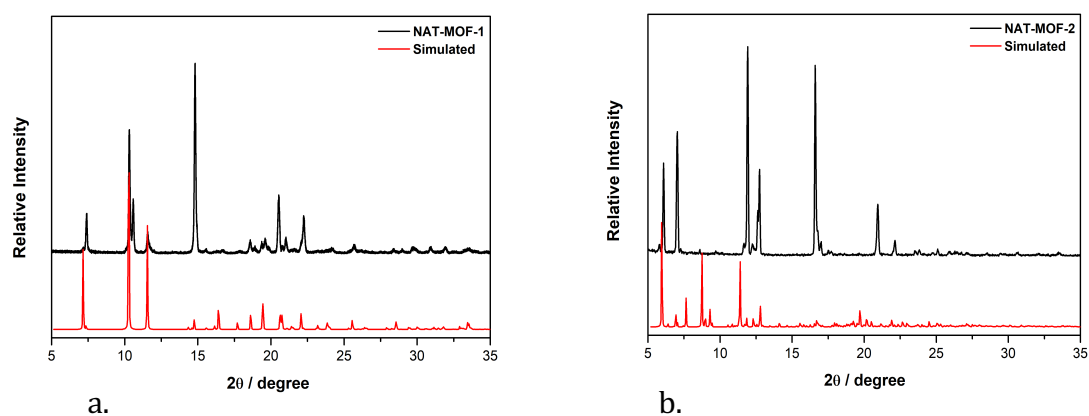 NAT-MOF-1
Simulated
Relative Intensity
5 10 15 20 25 30 35
2θ / degree
a.
NAT-MOF-2
Simulated
Relative Intensity
5 10 15 20 25 30 35
2θ / degree
b.